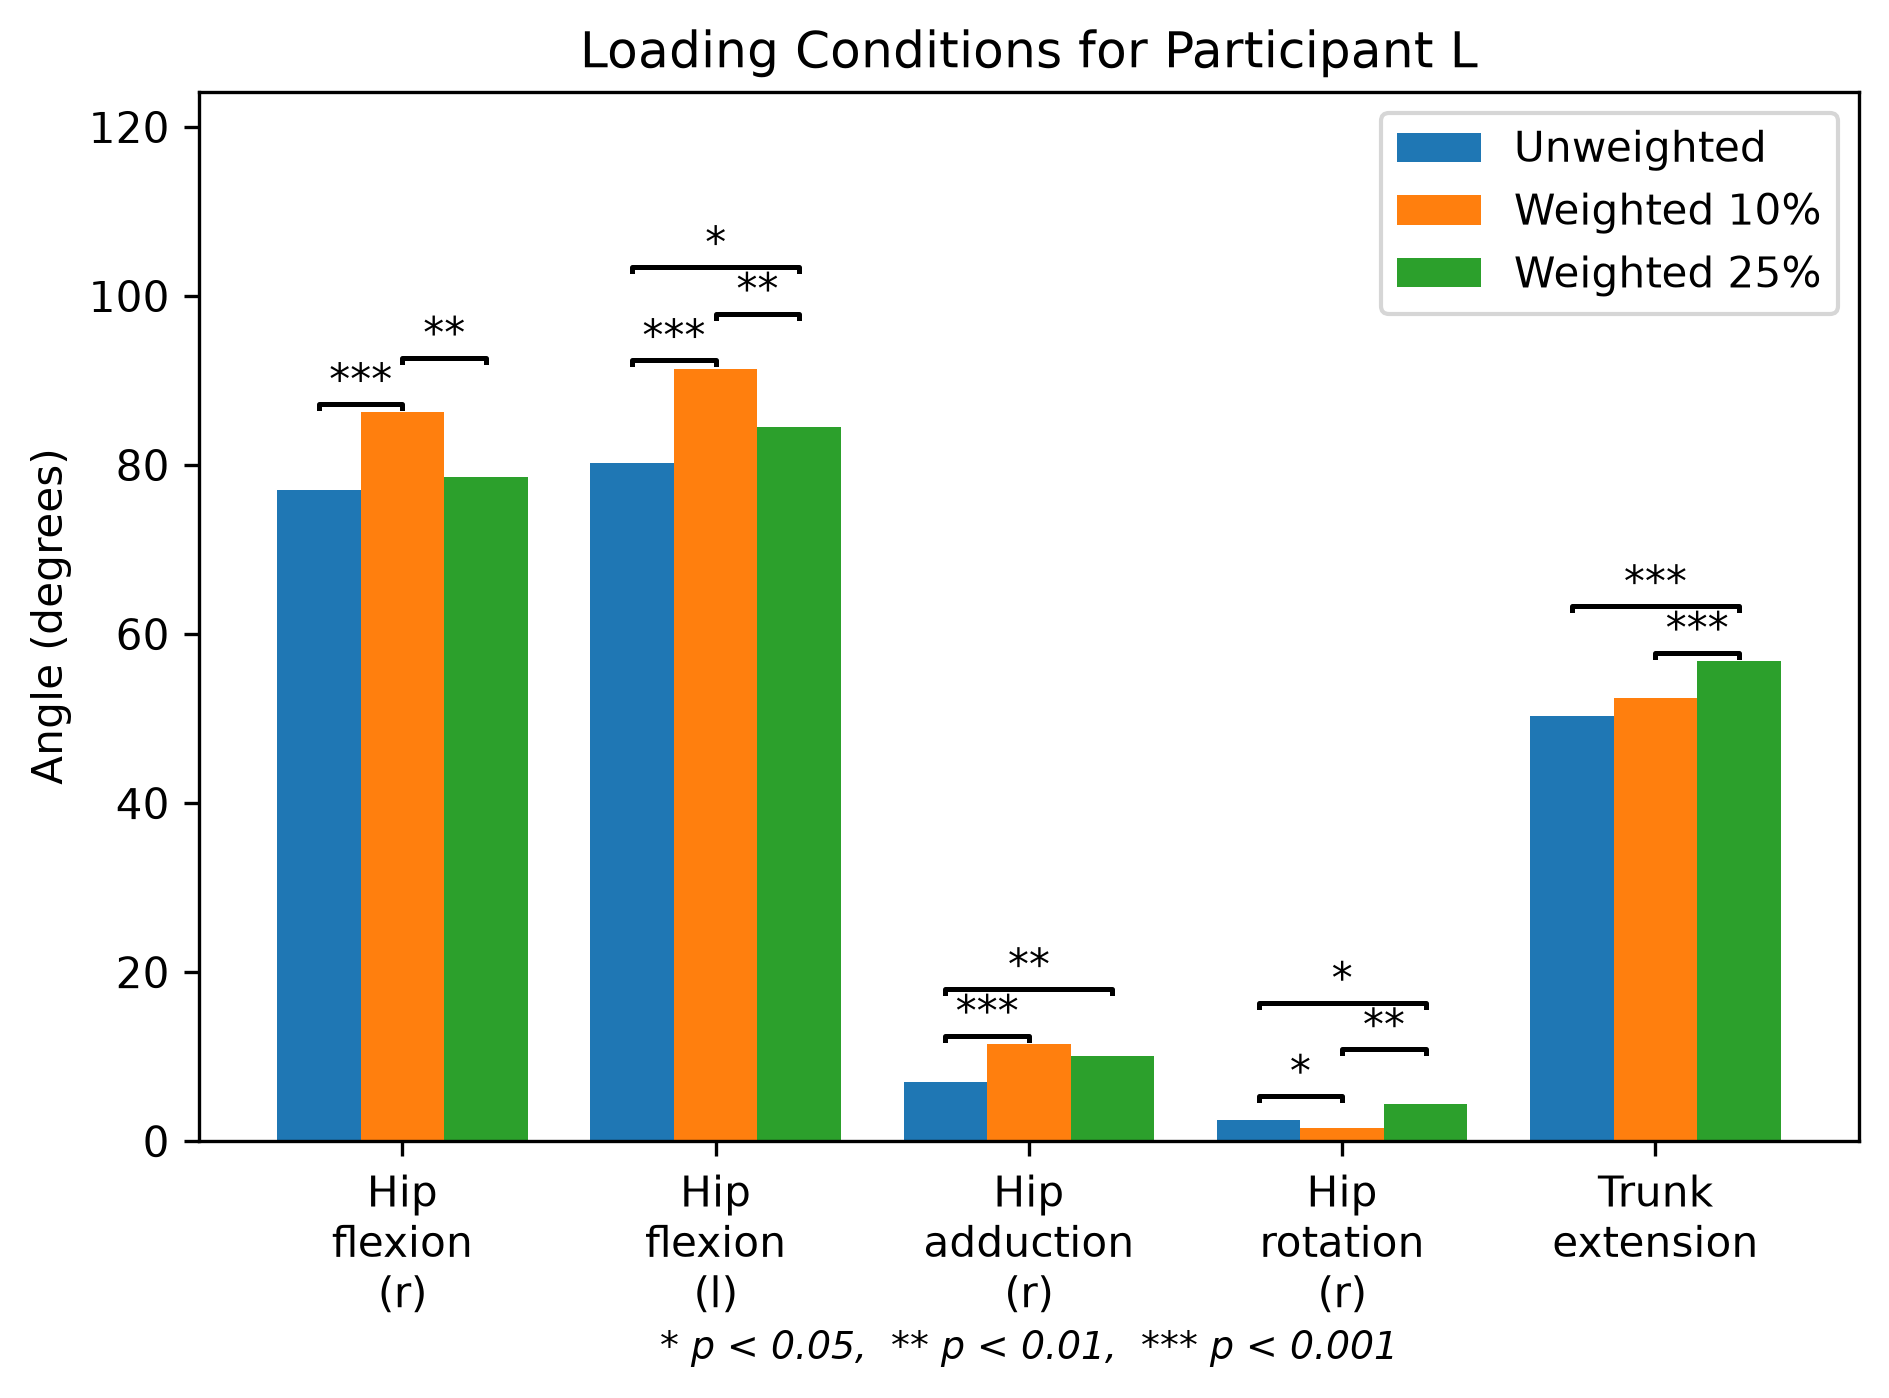 Loading Conditions for Participant L
Unweighted
Weighted 10%
Weighted 25%
Angle (degrees)
120
100
80
60
40
20
0
*
**
***
**
***
***
***
**
***
*
**
*
Hip
flexion
(r)
Hip
flexion
(l)
Hip
adduction
(r)
Hip
rotation
(r)
Trunk
extension
* p < 0.05, ** p < 0.01, *** p < 0.001